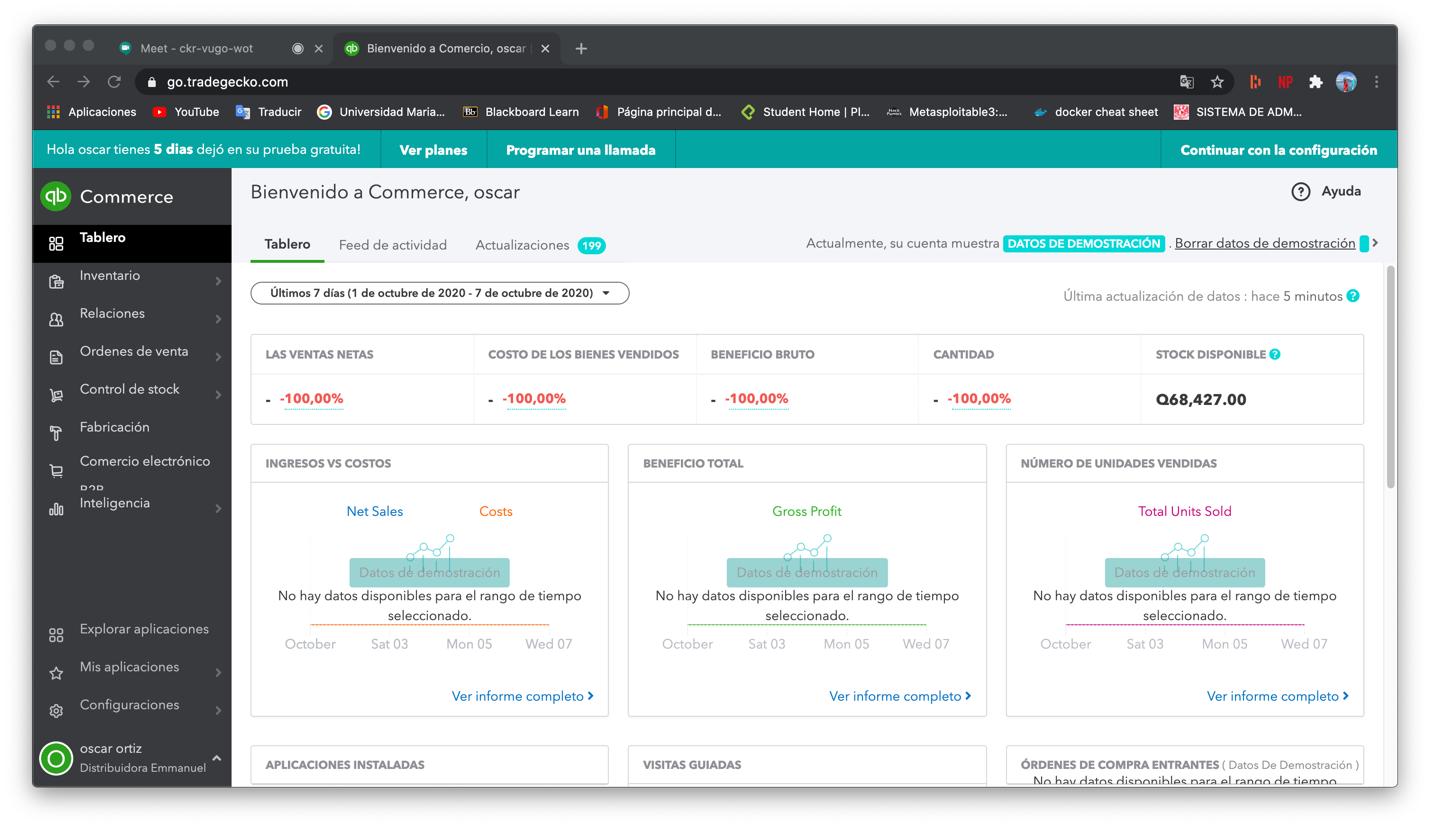 Meet - ckr-vugo-wot
Bienvenido a Comercio, oscar
go.tradegecko.com
Aplicaciones
YouTube
Traducir
Universidad Maria...
Blackboard Learn
Página principal d...
Student Home | Pl...
Metasploitable3:...
docker cheat sheet
SISTEMA DE ADM...
Hola oscar tienes 5 dias dejó en su prueba gratuita!
Ver planes
Programar una llamada
Continuar con la configuración
qb Commerce
Bienvenido a Commerce, oscar
Ayuda
Tablero
Inventario
Relaciones
Ordenes de venta
Control de stock
Fabricación
Comercio electrónico
B2B
Inteligencia
Explorar aplicaciones
Mis aplicaciones
Configuraciones
oscar ortiz
Distribuidora Emmanuel
Tablero
Feed de actividad
Actualizaciones 199
Actualmente, su cuenta muestra DATOS DE DEMOSTRACIÓN . Borrar datos de demostración
Últimos 7 días (1 de octubre de 2020 - 7 de octubre de 2020)
Última actualización de datos : hace 5 minutos
LAS VENTAS NETAS
COSTO DE LOS BIENES VENDIDOS
BENEFICIO BRUTO
CANTIDAD
STOCK DISPONIBLE
- -100,00%
- -100,00%
- -100,00%
- -100,00%
Q68,427.00
INGRESOS VS COSTOS
Net Sales
Costs
Datos de demostración
No hay datos disponibles para el rango de tiempo
seleccionado.
October Sat 03 Mon 05 Wed 07
Ver informe completo
BENEFICIO TOTAL
Gross Profit
Datos de demostración
No hay datos disponibles para el rango de tiempo
seleccionado.
October Sat 03 Mon 05 Wed 07
Ver informe completo
NÚMERO DE UNIDADES VENDIDAS
Total Units Sold
Datos de demostración
No hay datos disponibles para el rango de tiempo
seleccionado.
October Sat 03 Mon 05 Wed 07
Ver informe completo
APLICACIONES INSTALADAS
VISITAS GUIADAS
ÓRDENES DE COMPRA ENTRANTES ( Datos De Demostración )
No hay datos disponibles para el rango de tiempo